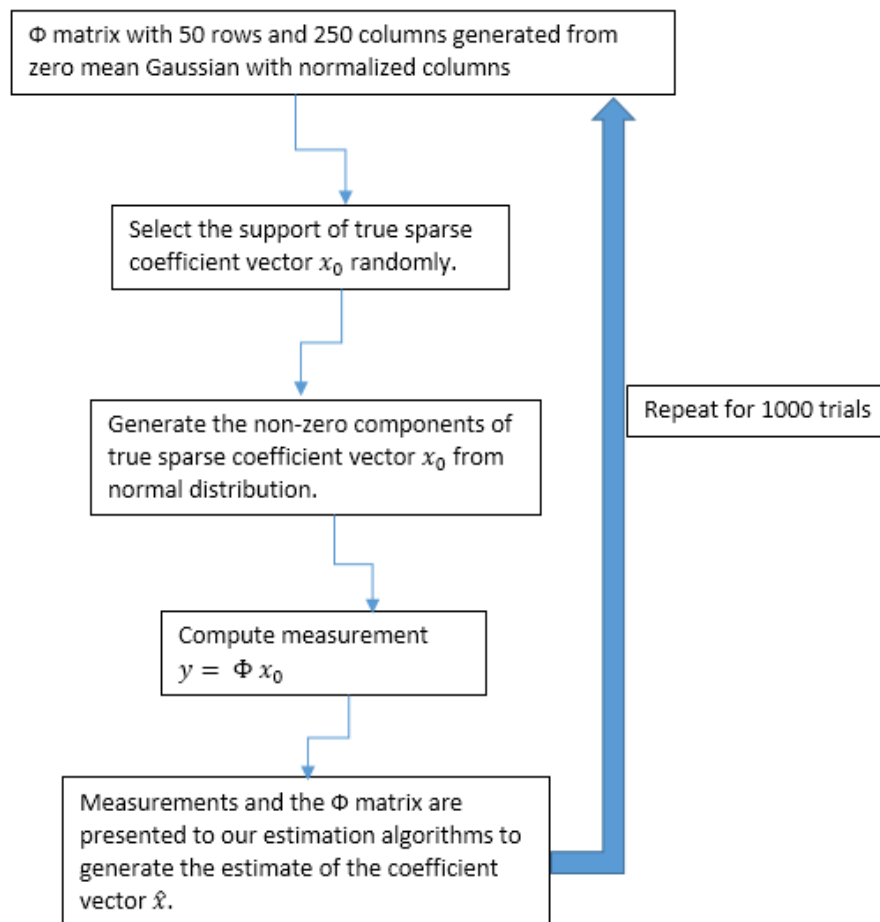 Φ matrix with 50 rows and 250 columns generated from
zero mean Gaussian with normalized columns
Select the support of true sparse
coefficient vector x₀ randomly.
Generate the non-zero components of
true sparse coefficient vector x₀ from
normal distribution.
Repeat for 1000 trials
Compute measurement
y = Φ x₀
Measurements and the Φ matrix are
presented to our estimation algorithms to
generate the estimate of the coefficient
vector x̂.